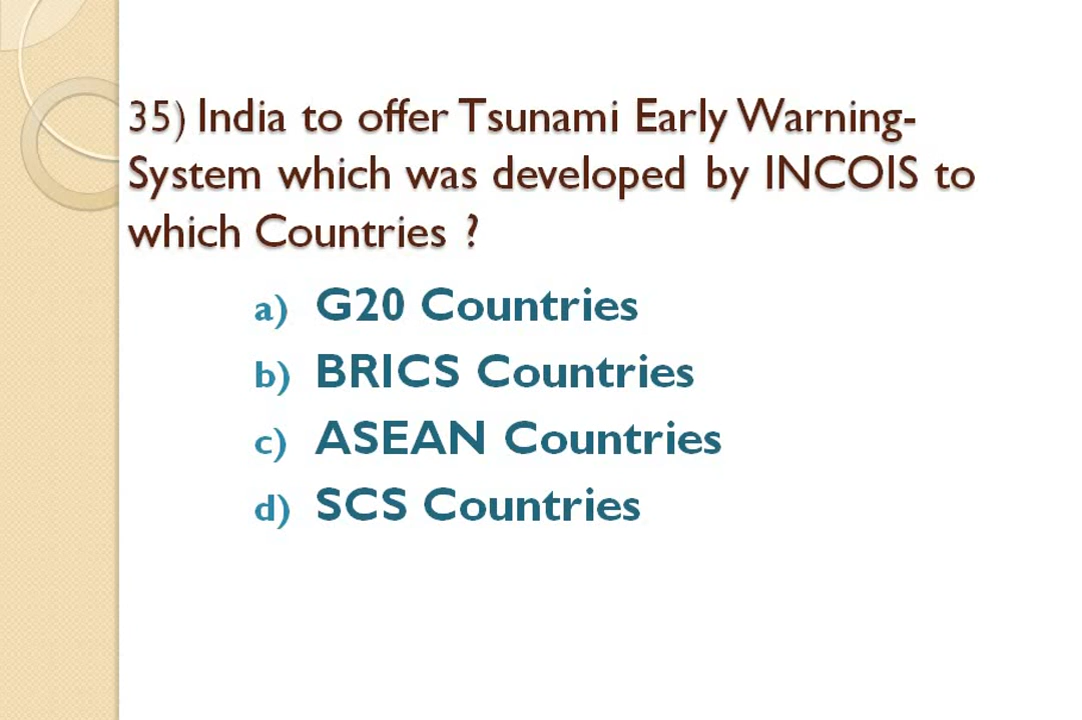 35) India to offer Tsunami Early Warning-
System which was developed by INCOIS to
which Countries ?
a) G20 Countries
b) BRICS Countries
c) ASEAN Countries
d) SCS Countries